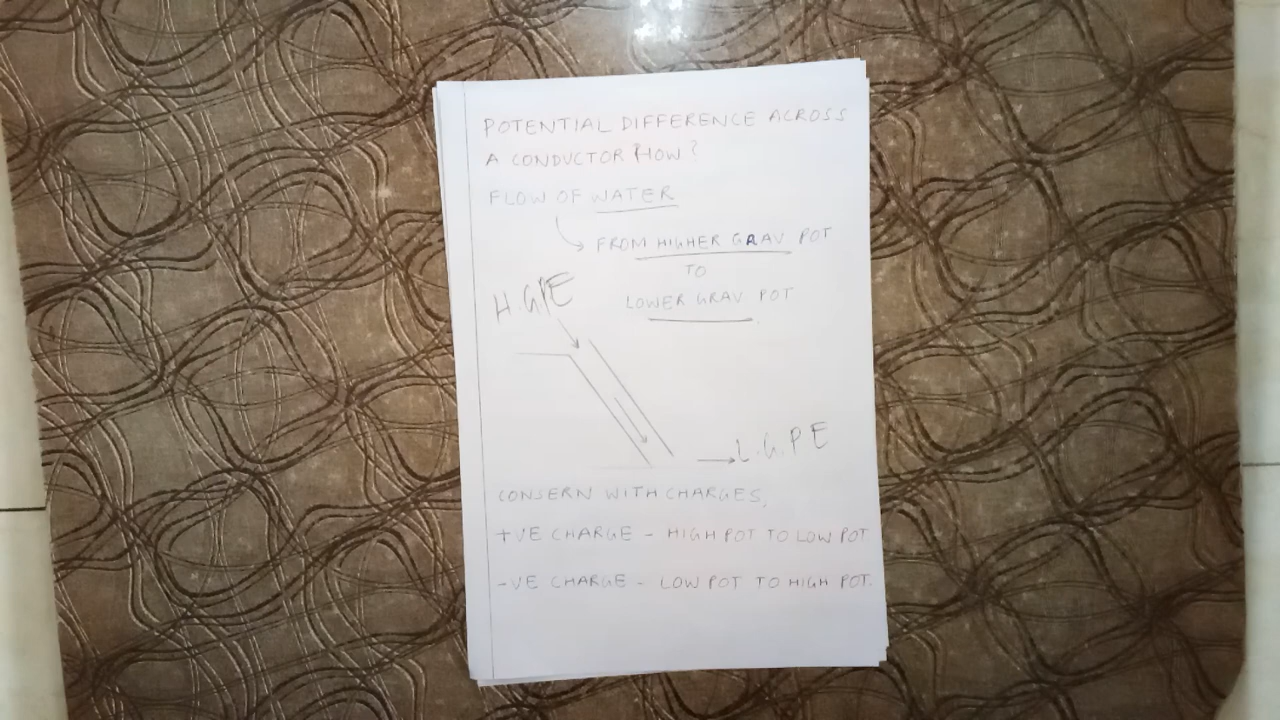 POTENTIAL DIFFERENCE ACROSS
A CONDUCTOR HOW?
FLOW OF WATER
FROM HIGHER GRAV POT
TO
LOWER GRAV POT
H.GPE
L.G.PE
CONSERN WITH CHARGES,
+VE CHARGE - HIGH POT TO LOW POT
-VE CHARGE - LOW POT TO HIGH POT.